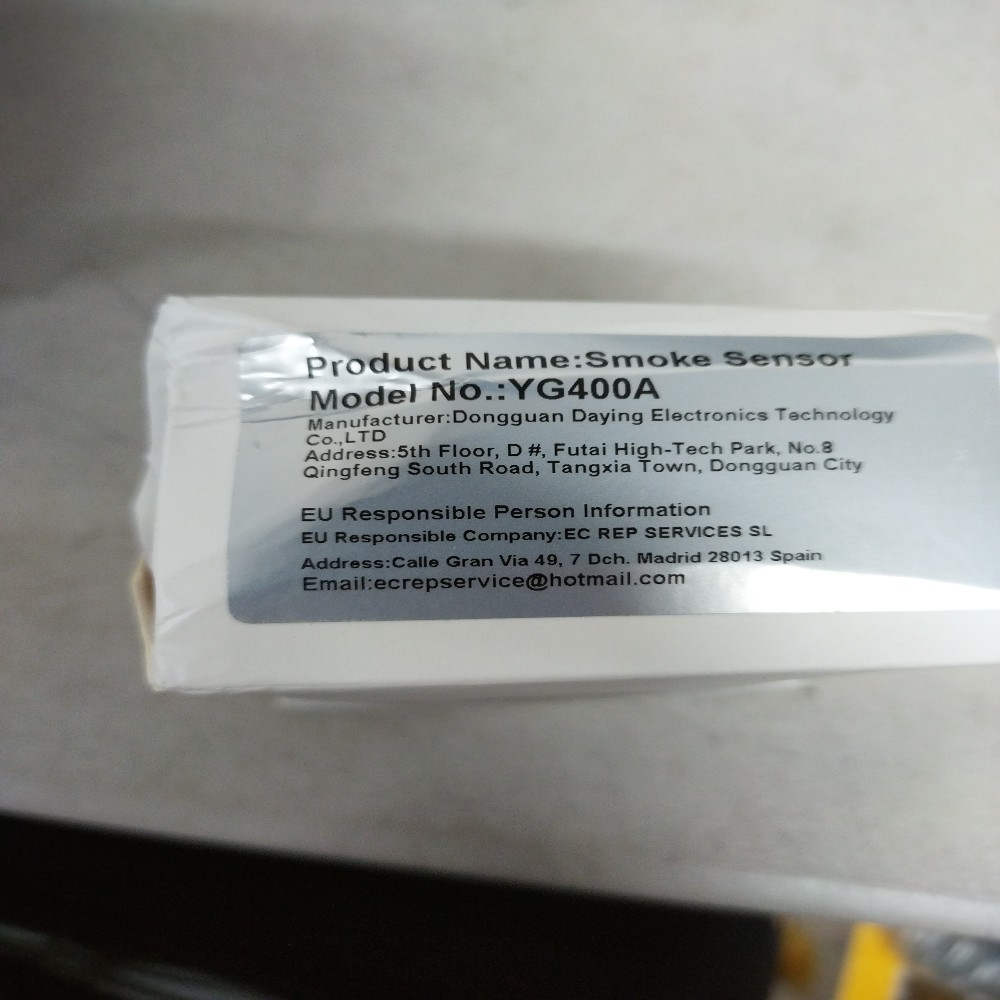 Product Name:Smoke Sensor
Model No.:YG400A
Manufacturer:Dongguan Daying Electronics Technology
Co.,LTD
Address:5th Floor, D #, Futai High-Tech Park, No.8
Qingfeng South Road, Tangxia Town, Dongguan City
EU Responsible Person Information
EU Responsible Company:EC REP SERVICES SL
Address:Calle Gran Via 49, 7 Dch. Madrid 28013 Spain
Email:ecrepservice@hotmail.com